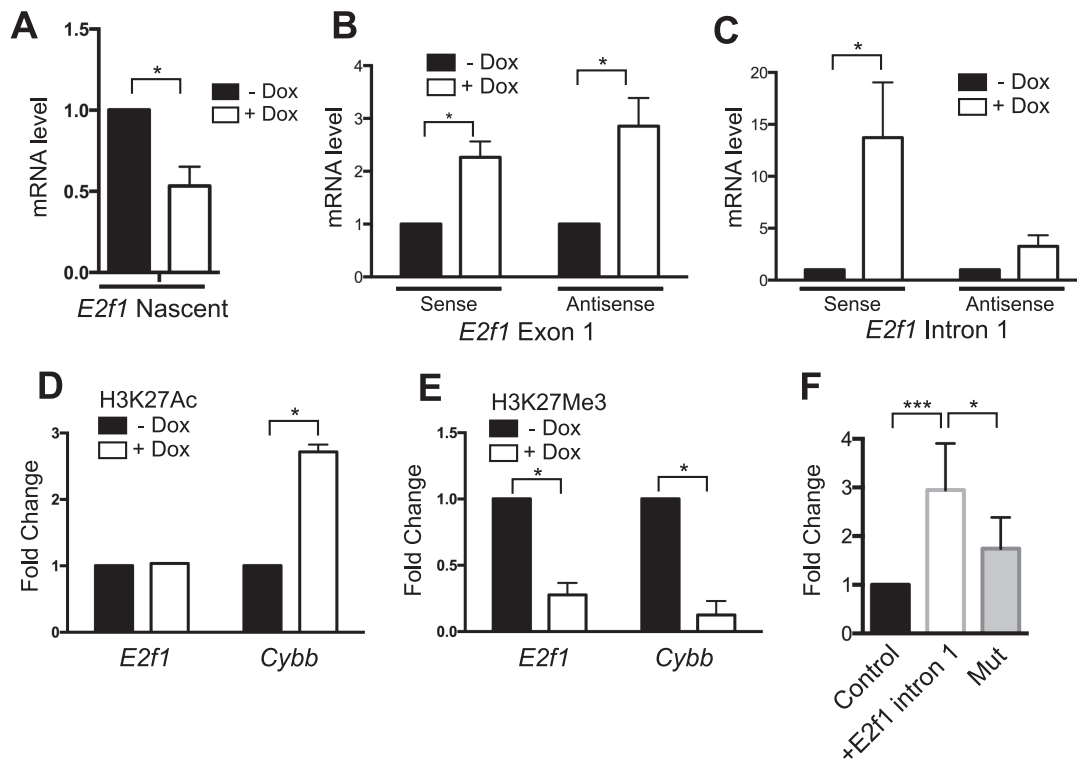 A
1.5
1.0
0.5
0.0
mRNA level
*
- Dox
+ Dox
E2f1 Nascent
B
4
3
2
1
0
mRNA level
- Dox
+ Dox
*
*
Sense
Antisense
E2f1 Exon 1
C
20
15
10
5
0
mRNA level
*
- Dox
+ Dox
Sense
Antisense
E2f1 Intron 1
D
H3K27Ac
- Dox
+ Dox
*
3
2
1
0
Fold Change
E2f1
Cybb
E
H3K27Me3
- Dox
+ Dox
1.5
1.0
0.5
0.0
Fold Change
*
*
E2f1
Cybb
F
***
*
4
3
2
1
0
Fold Change
Control
+E2f1 intron 1
Mut